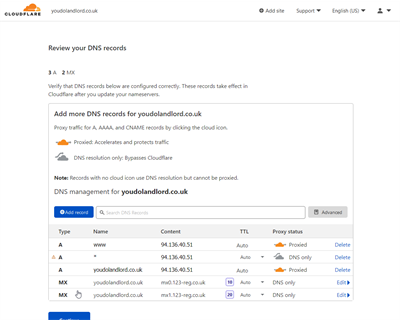 CLOUDFLARE
youdolandlord.co.uk
Add site
Support
English (US)
Review your DNS records
3 A 2 MX
Verify that DNS records below are configured correctly. These records take effect in
Cloudflare after you update your nameservers.
Add more DNS records for youdolandlord.co.uk
Proxy traffic for A, AAAA, and CNAME records by clicking the cloud icon.
Proxied: Accelerates and protects traffic
DNS resolution only: Bypasses Cloudflare
Note: Records with no cloud icon use DNS resolution but cannot be proxied.
DNS management for youdolandlord.co.uk
Add record
Search DNS Records
Advanced
Type Name Content TTL Proxy status
A www 94.136.40.51 Auto Proxied Delete
A * 94.136.40.51 Auto DNS only Delete
A youdolandlord.co.uk 94.136.40.51 Auto Proxied Delete
MX youdolandlord.co.uk mx0.123-reg.co.uk 10 Auto DNS only Edit
MX youdolandlord.co.uk mx1.123-reg.co.uk 20 Auto DNS only Edit